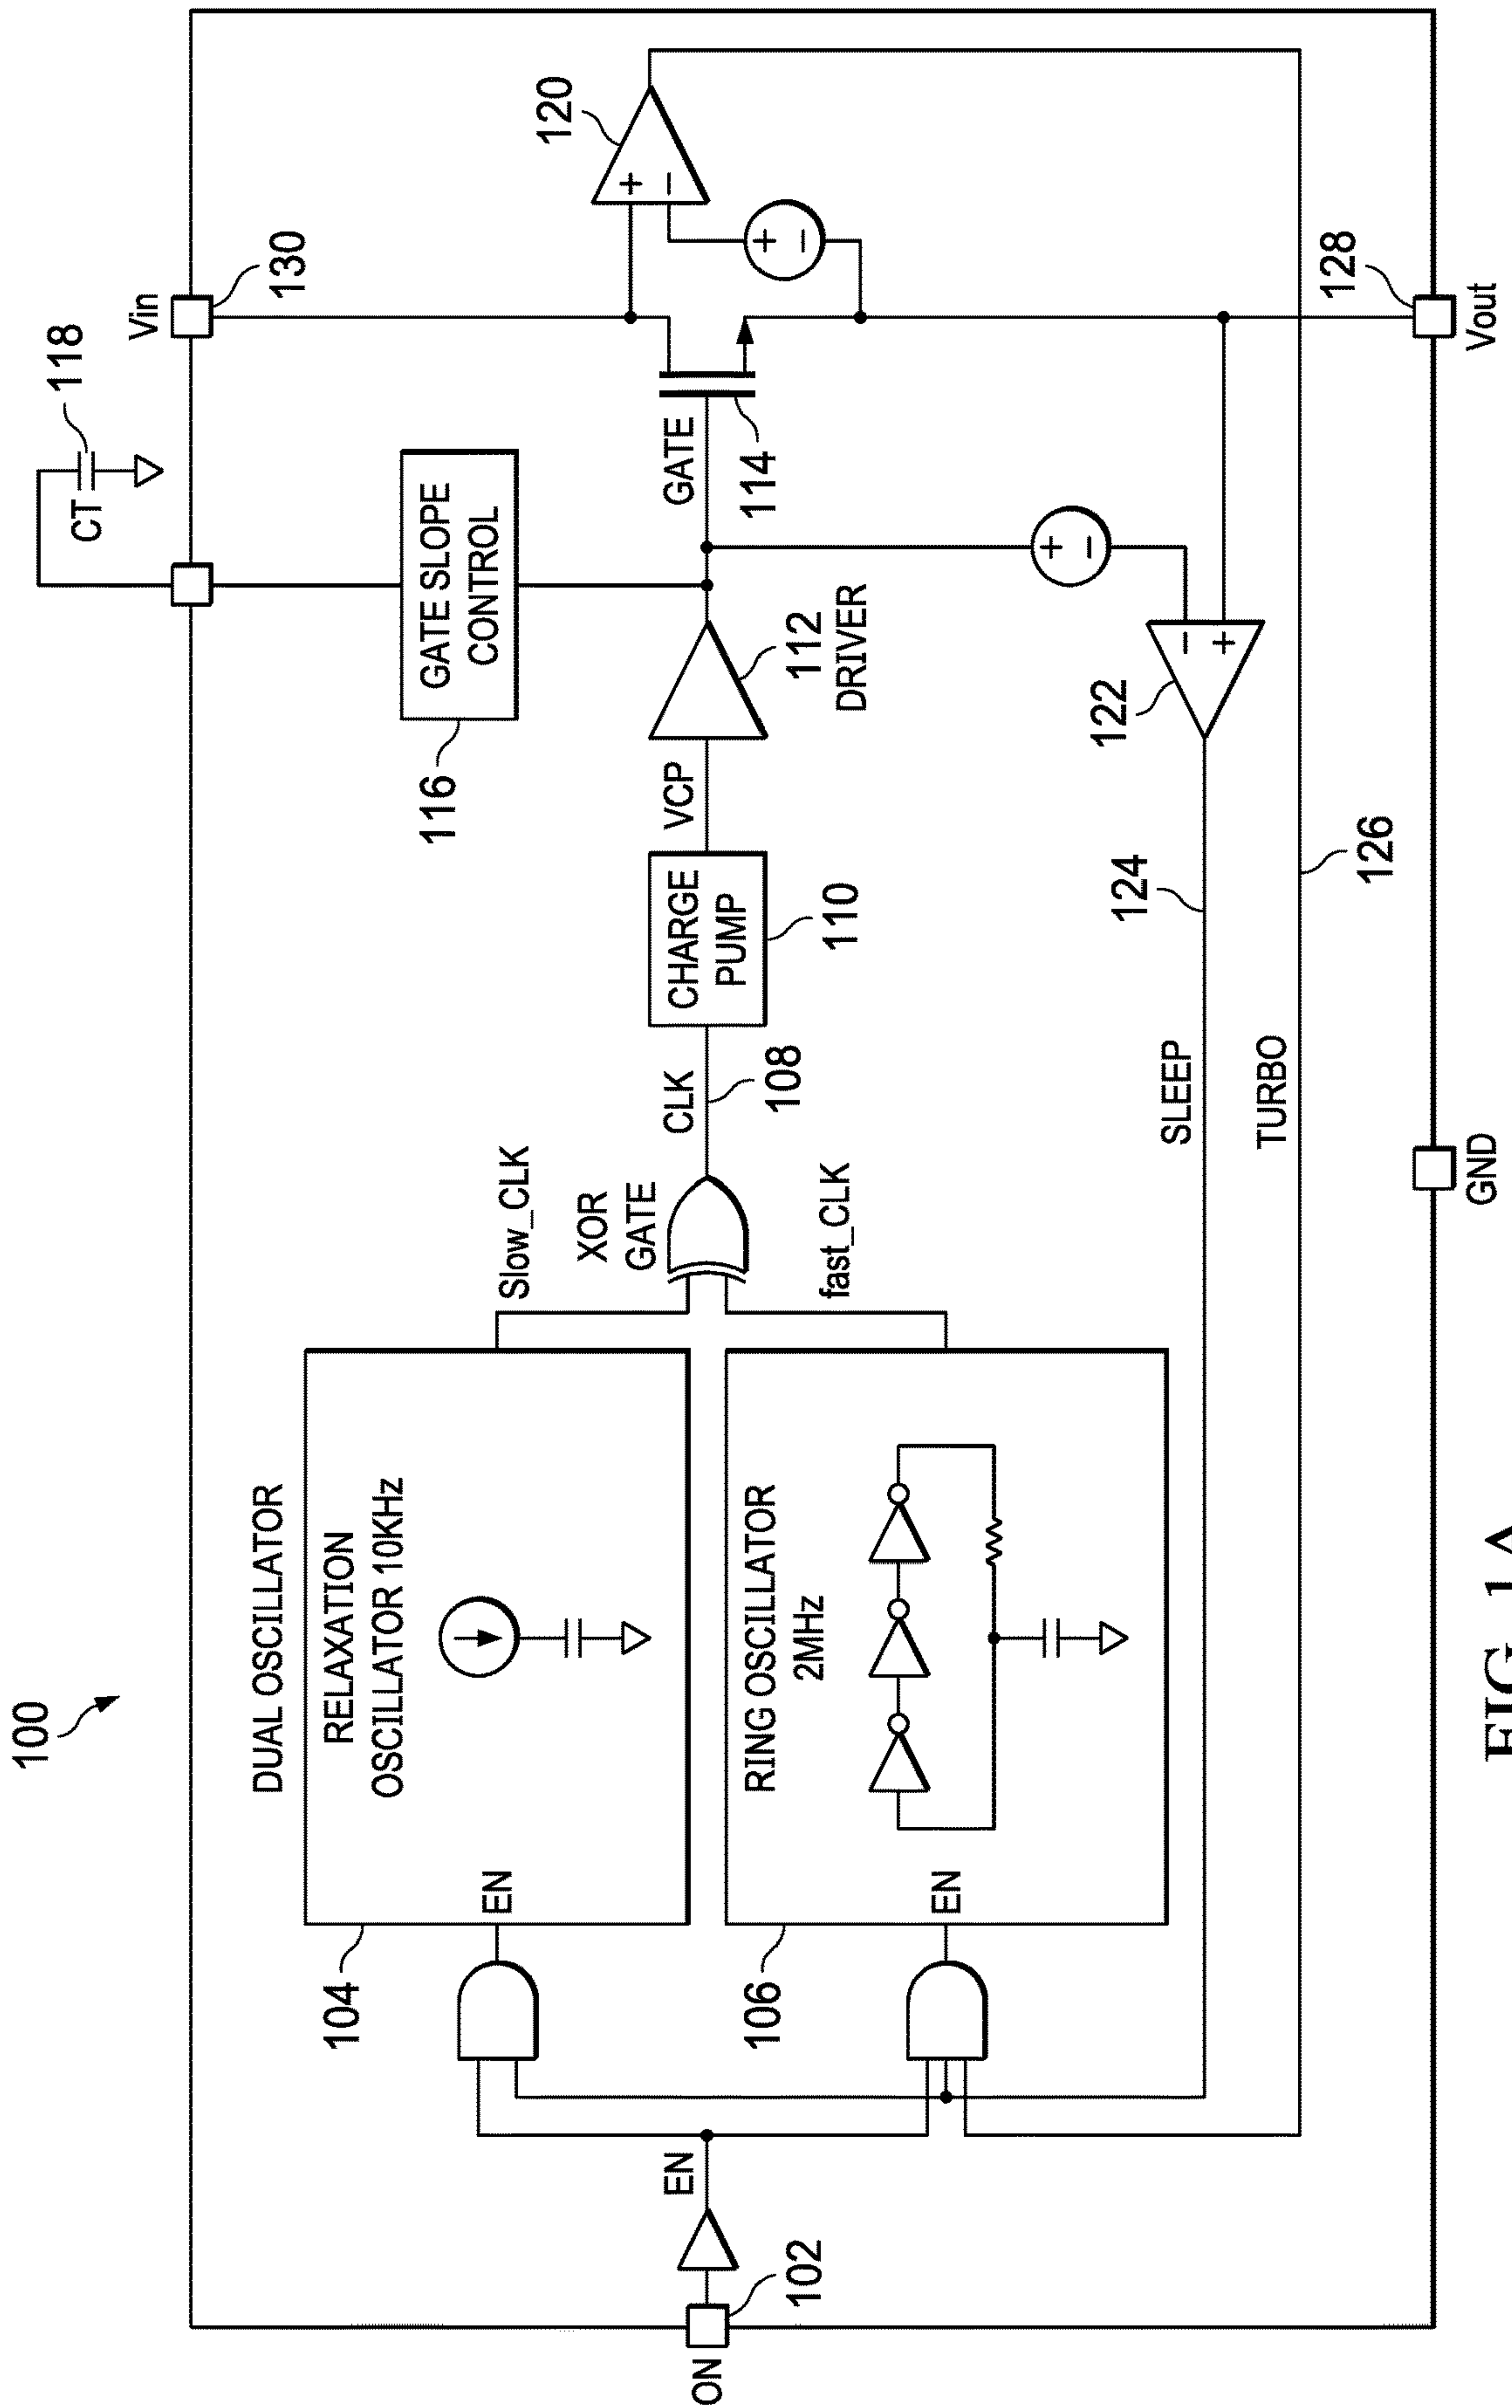 100
ON
102
EN
DUAL OSCILLATOR
104
EN
RELAXATION
OSCILLATOR 10KHz
106
EN
RING OSCILLATOR
2MHz
Slow_CLK
XOR
GATE
fast_CLK
CLK
108
CHARGE
PUMP
110
VCP
112
DRIVER
116
GATE SLOPE
CONTROL
CT
118
GATE
114
Vin
130
+
−
120
+
−
+
−
−
+
122
124
SLEEP
TURBO
126
128
Vout
GND